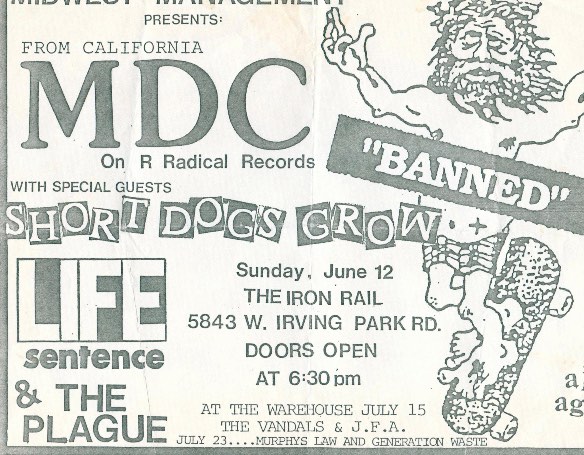 MIDWEST MANAGEMENT
PRESENTS:
FROM CALIFORNIA
MDC
On R Radical Records
"BANNED"
WITH SPECIAL GUESTS
SHORT DOGS GROW
LIFE
sentence
& THE
PLAGUE
Sunday, June 12
THE IRON RAIL
5843 W. IRVING PARK RD.
DOORS OPEN
AT 6:30 pm
AT THE WAREHOUSE JULY 15
THE VANDALS & J.F.A.
JULY 23....MURPHYS LAW AND GENERATION WASTE